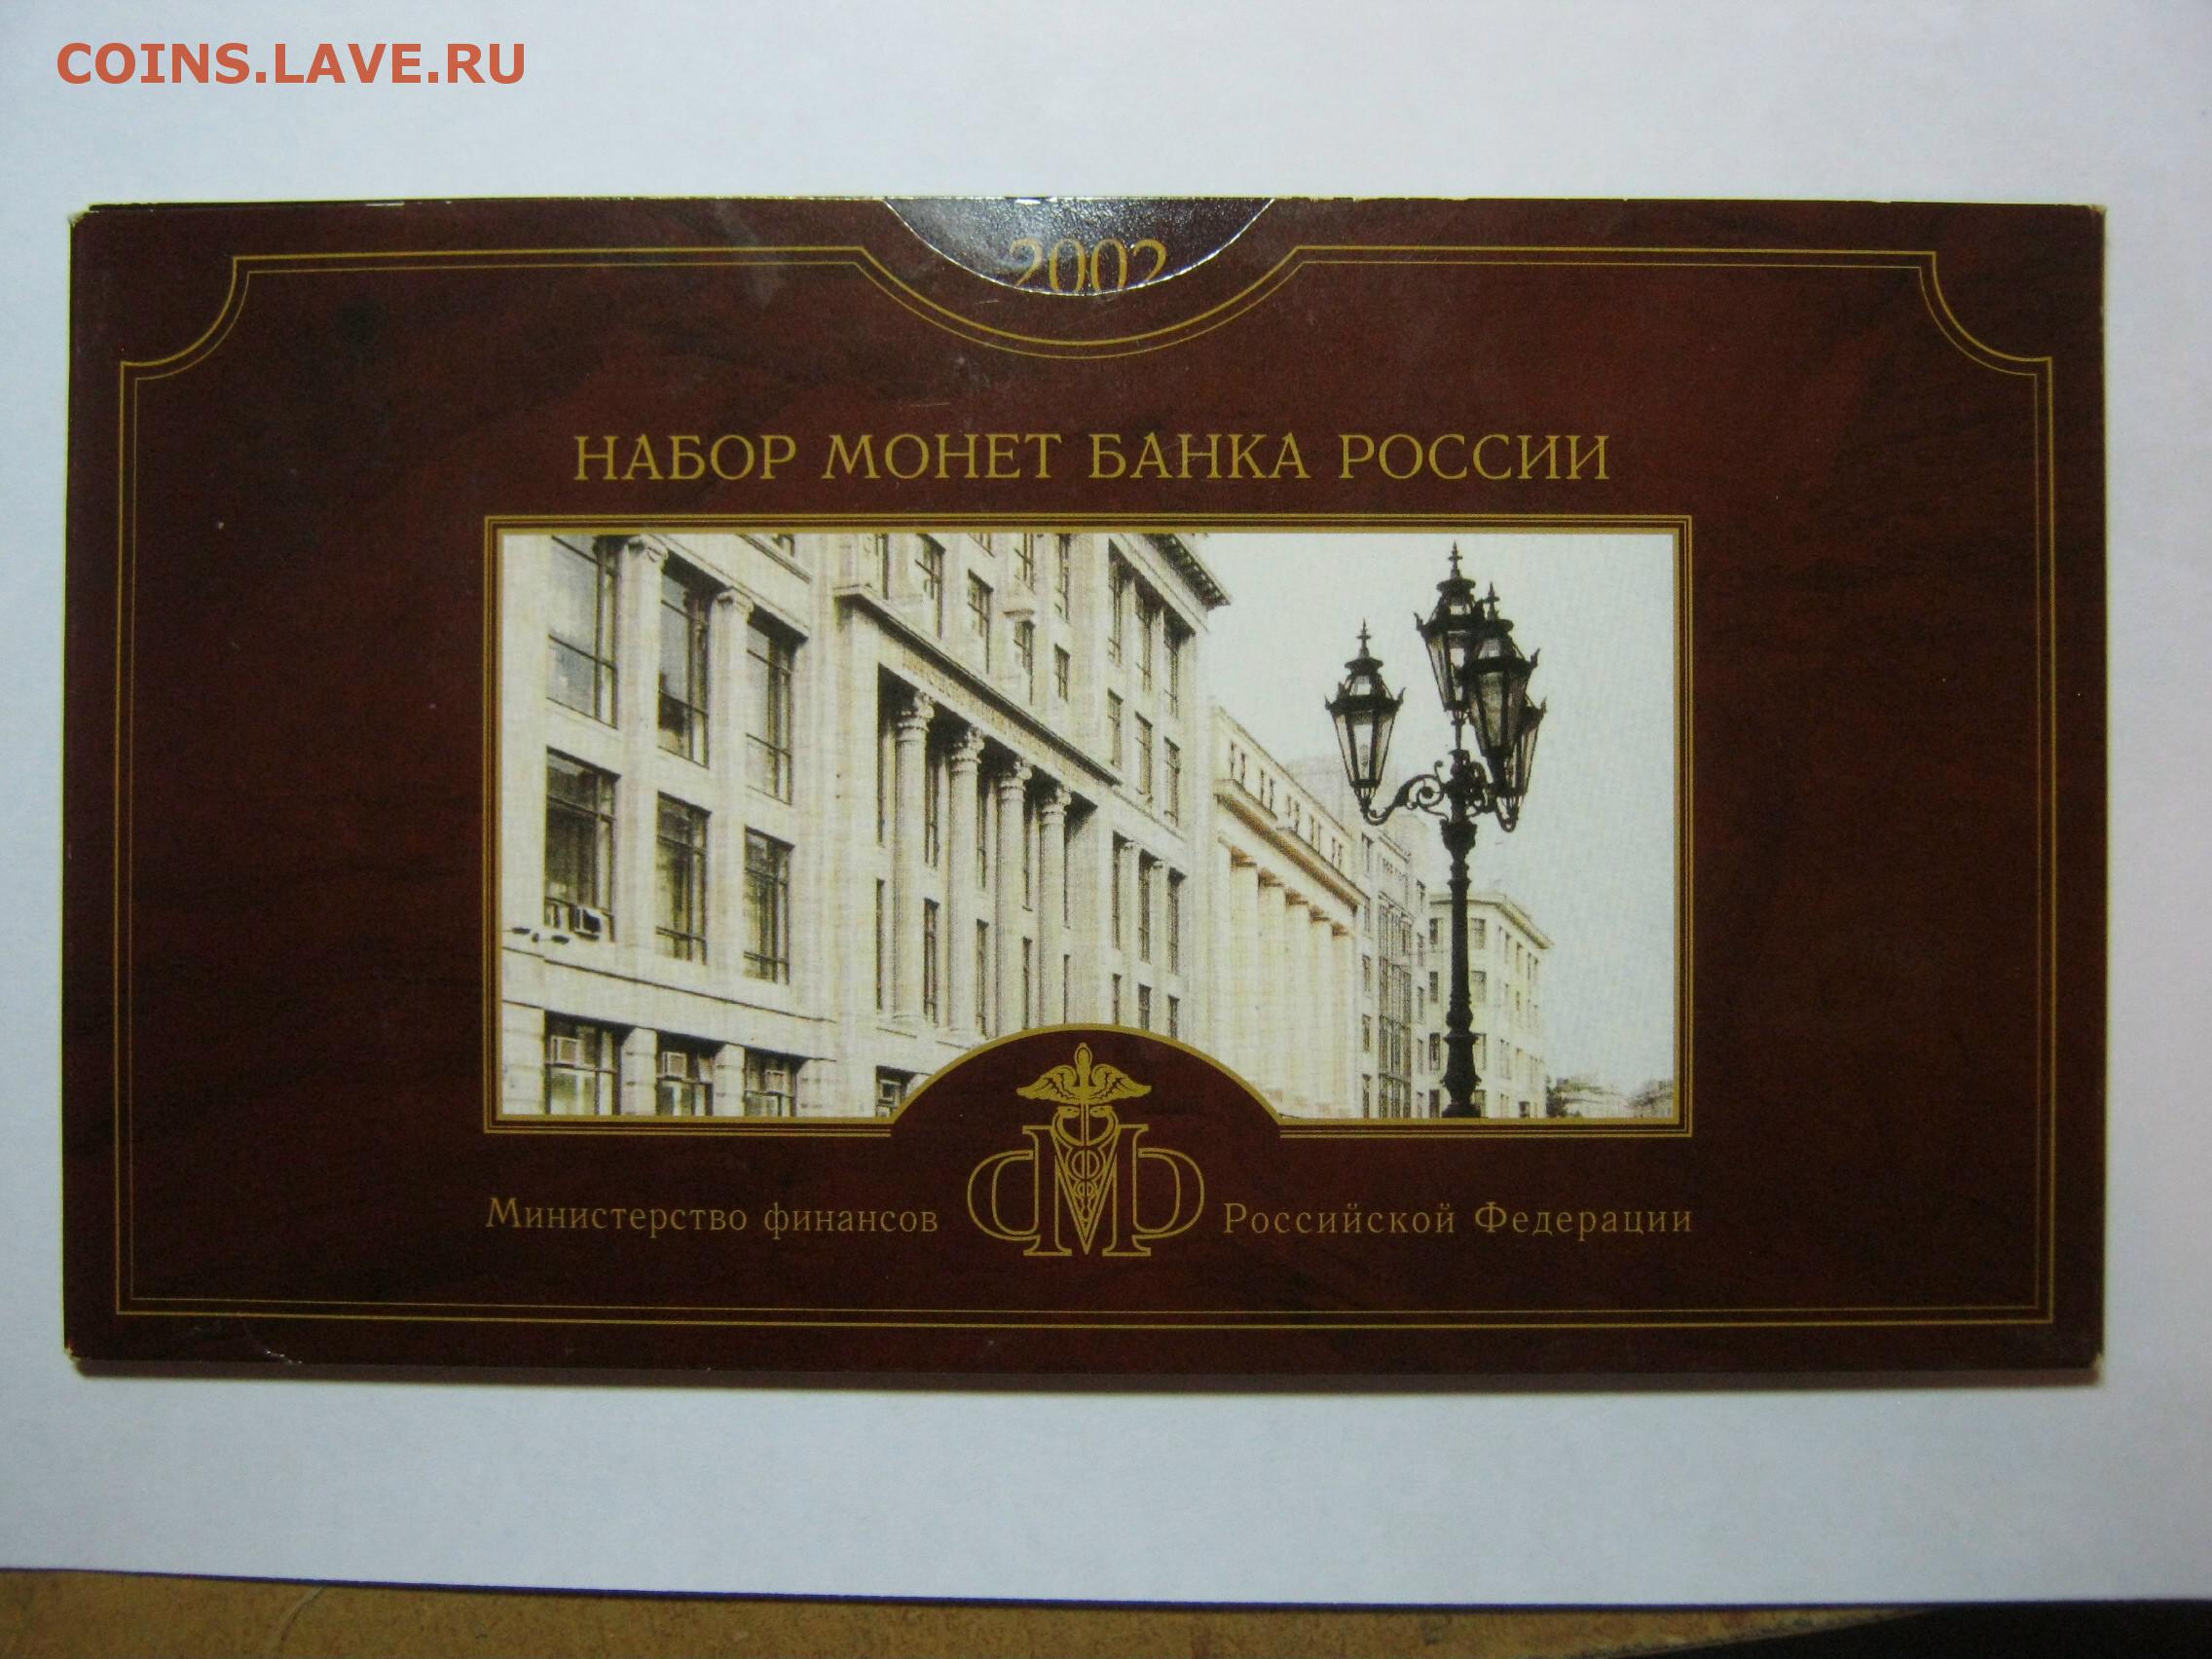 COINS.LAVE.RU
2002
НАБОР МОНЕТ БАНКА РОССИИ
Министерство финансов Российской Федерации